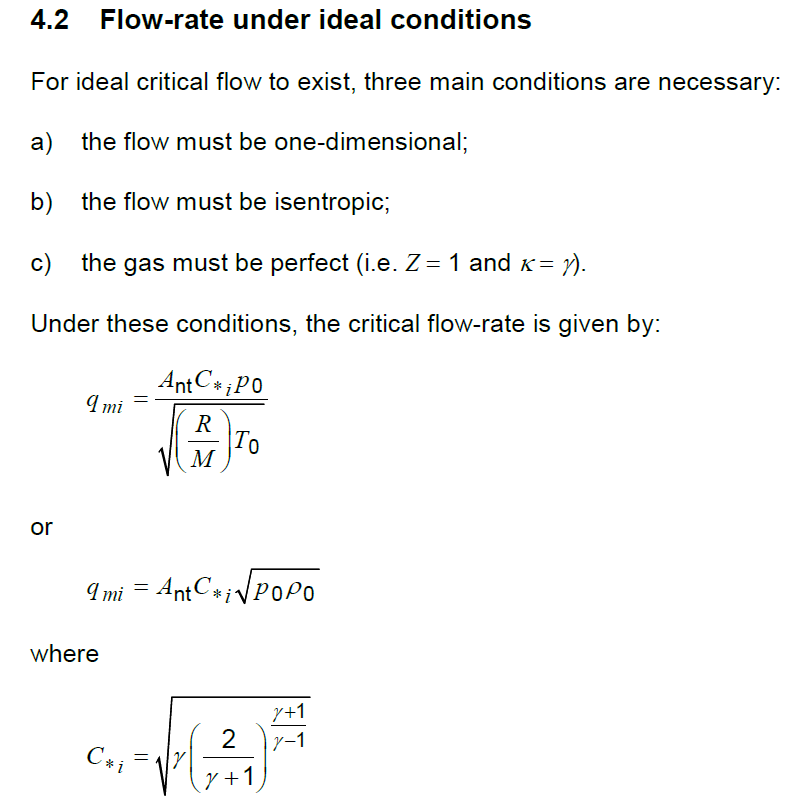 4.2 Flow-rate under ideal conditions
For ideal critical flow to exist, three main conditions are necessary:
a) the flow must be one-dimensional;
b) the flow must be isentropic;
c) the gas must be perfect (i.e. Z = 1 and κ = γ).
Under these conditions, the critical flow-rate is given by:
$q_{mi} = \frac{A_{\text{nt}} C_{*i} p_0}{\sqrt{\left(\frac{R}{M}\right) T_0}}$
or
$q_{mi} = A_{\text{nt}} C_{*i} \sqrt{p_0 \rho_0}$
where
$C_{*i} = \sqrt{\gamma \left(\frac{2}{\gamma + 1}\right)^{\frac{\gamma+1}{\gamma-1}}}$